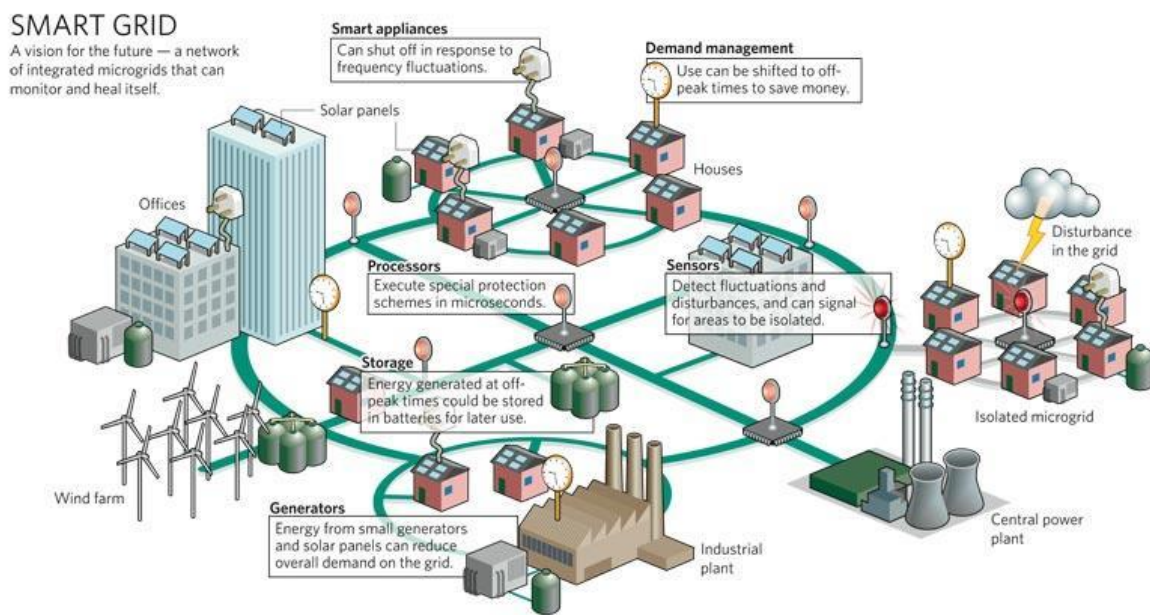 SMART GRID
A vision for the future — a network
of integrated microgrids that can
monitor and heal itself.
Smart appliances
Can shut off in response to
frequency fluctuations.
Demand management
Use can be shifted to off-
peak times to save money.
Solar panels
Houses
Offices
Disturbance
in the grid
Processors
Execute special protection
schemes in microseconds.
Sensors
Detect fluctuations and
disturbances, and can signal
for areas to be isolated.
Storage
Energy generated at off-
peak times could be stored
in batteries for later use.
Isolated microgrid
Wind farm
Generators
Energy from small generators
and solar panels can reduce
overall demand on the grid.
Industrial
plant
Central power
plant